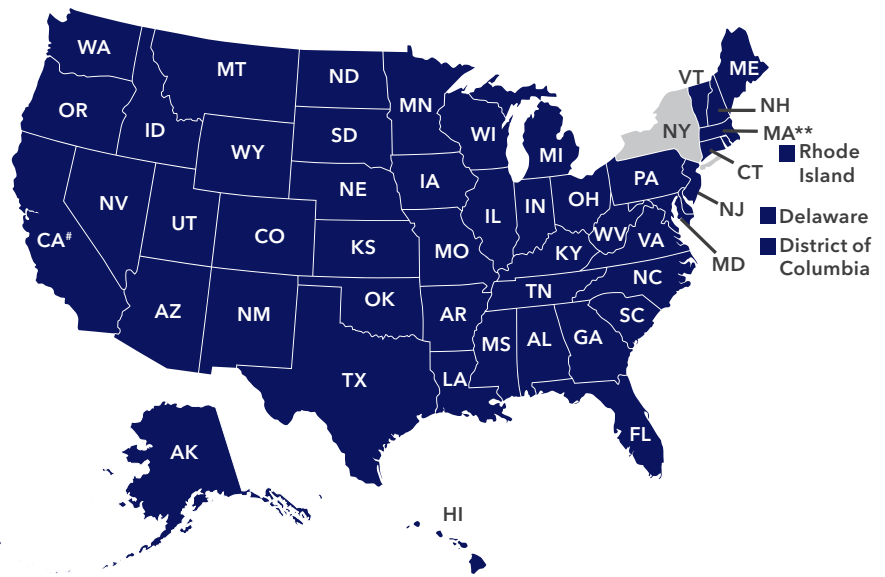 WA
MT
ND
MN
VT
ME
OR
ID
SD
WI
MI
NY
NH
MA**
Rhode
Island
WY
CT
NV
UT
CO
NE
IA
IL
IN
OH
PA
NJ
Delaware
CA#
KS
MO
KY
WV
VA
MD
District of
Columbia
AZ
NM
OK
AR
TN
NC
SC
MS
AL
GA
TX
LA
FL
AK
HI